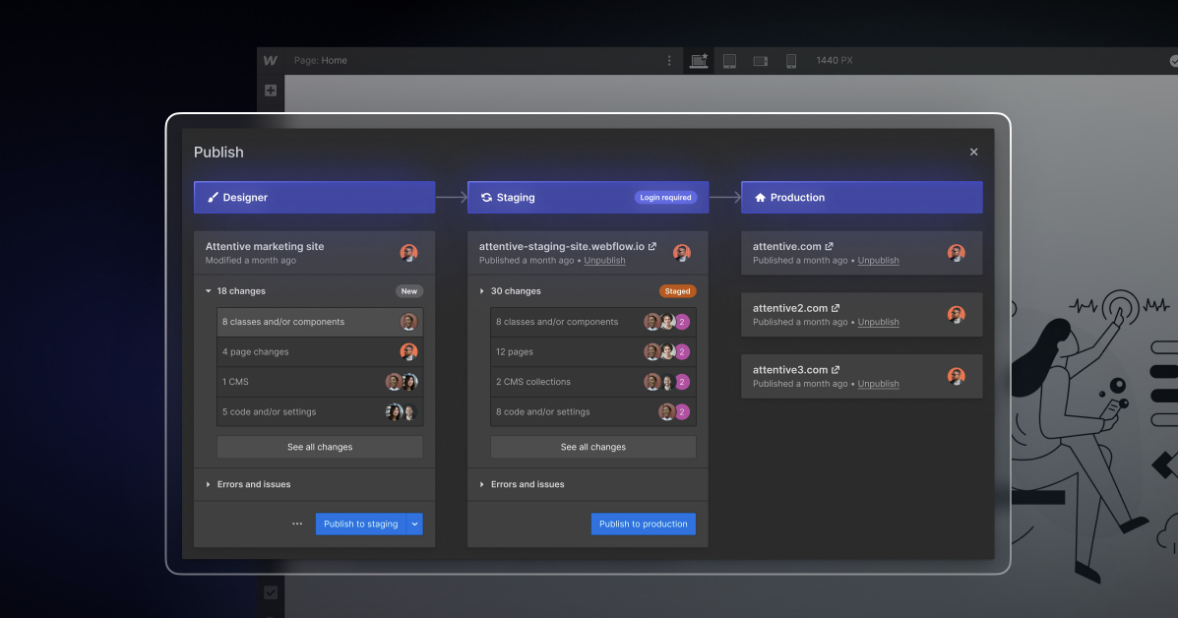 Page: Home
1440 PX
Publish
Designer
Attentive marketing site
Modified a month ago
18 changes
New
8 classes and/or components
4 page changes
1 CMS
5 code and/or settings
See all changes
Errors and issues
Publish to staging
Staging
Login required
attentive-staging-site.webflow.io
Published a month ago • Unpublish
30 changes
Staged
8 classes and/or components
2
12 pages
2
2 CMS collections
2
8 code and/or settings
2
See all changes
Errors and issues
Publish to production
Production
attentive.com
Published a month ago • Unpublish
attentive2.com
Published a month ago • Unpublish
attentive3.com
Published a month ago • Unpublish